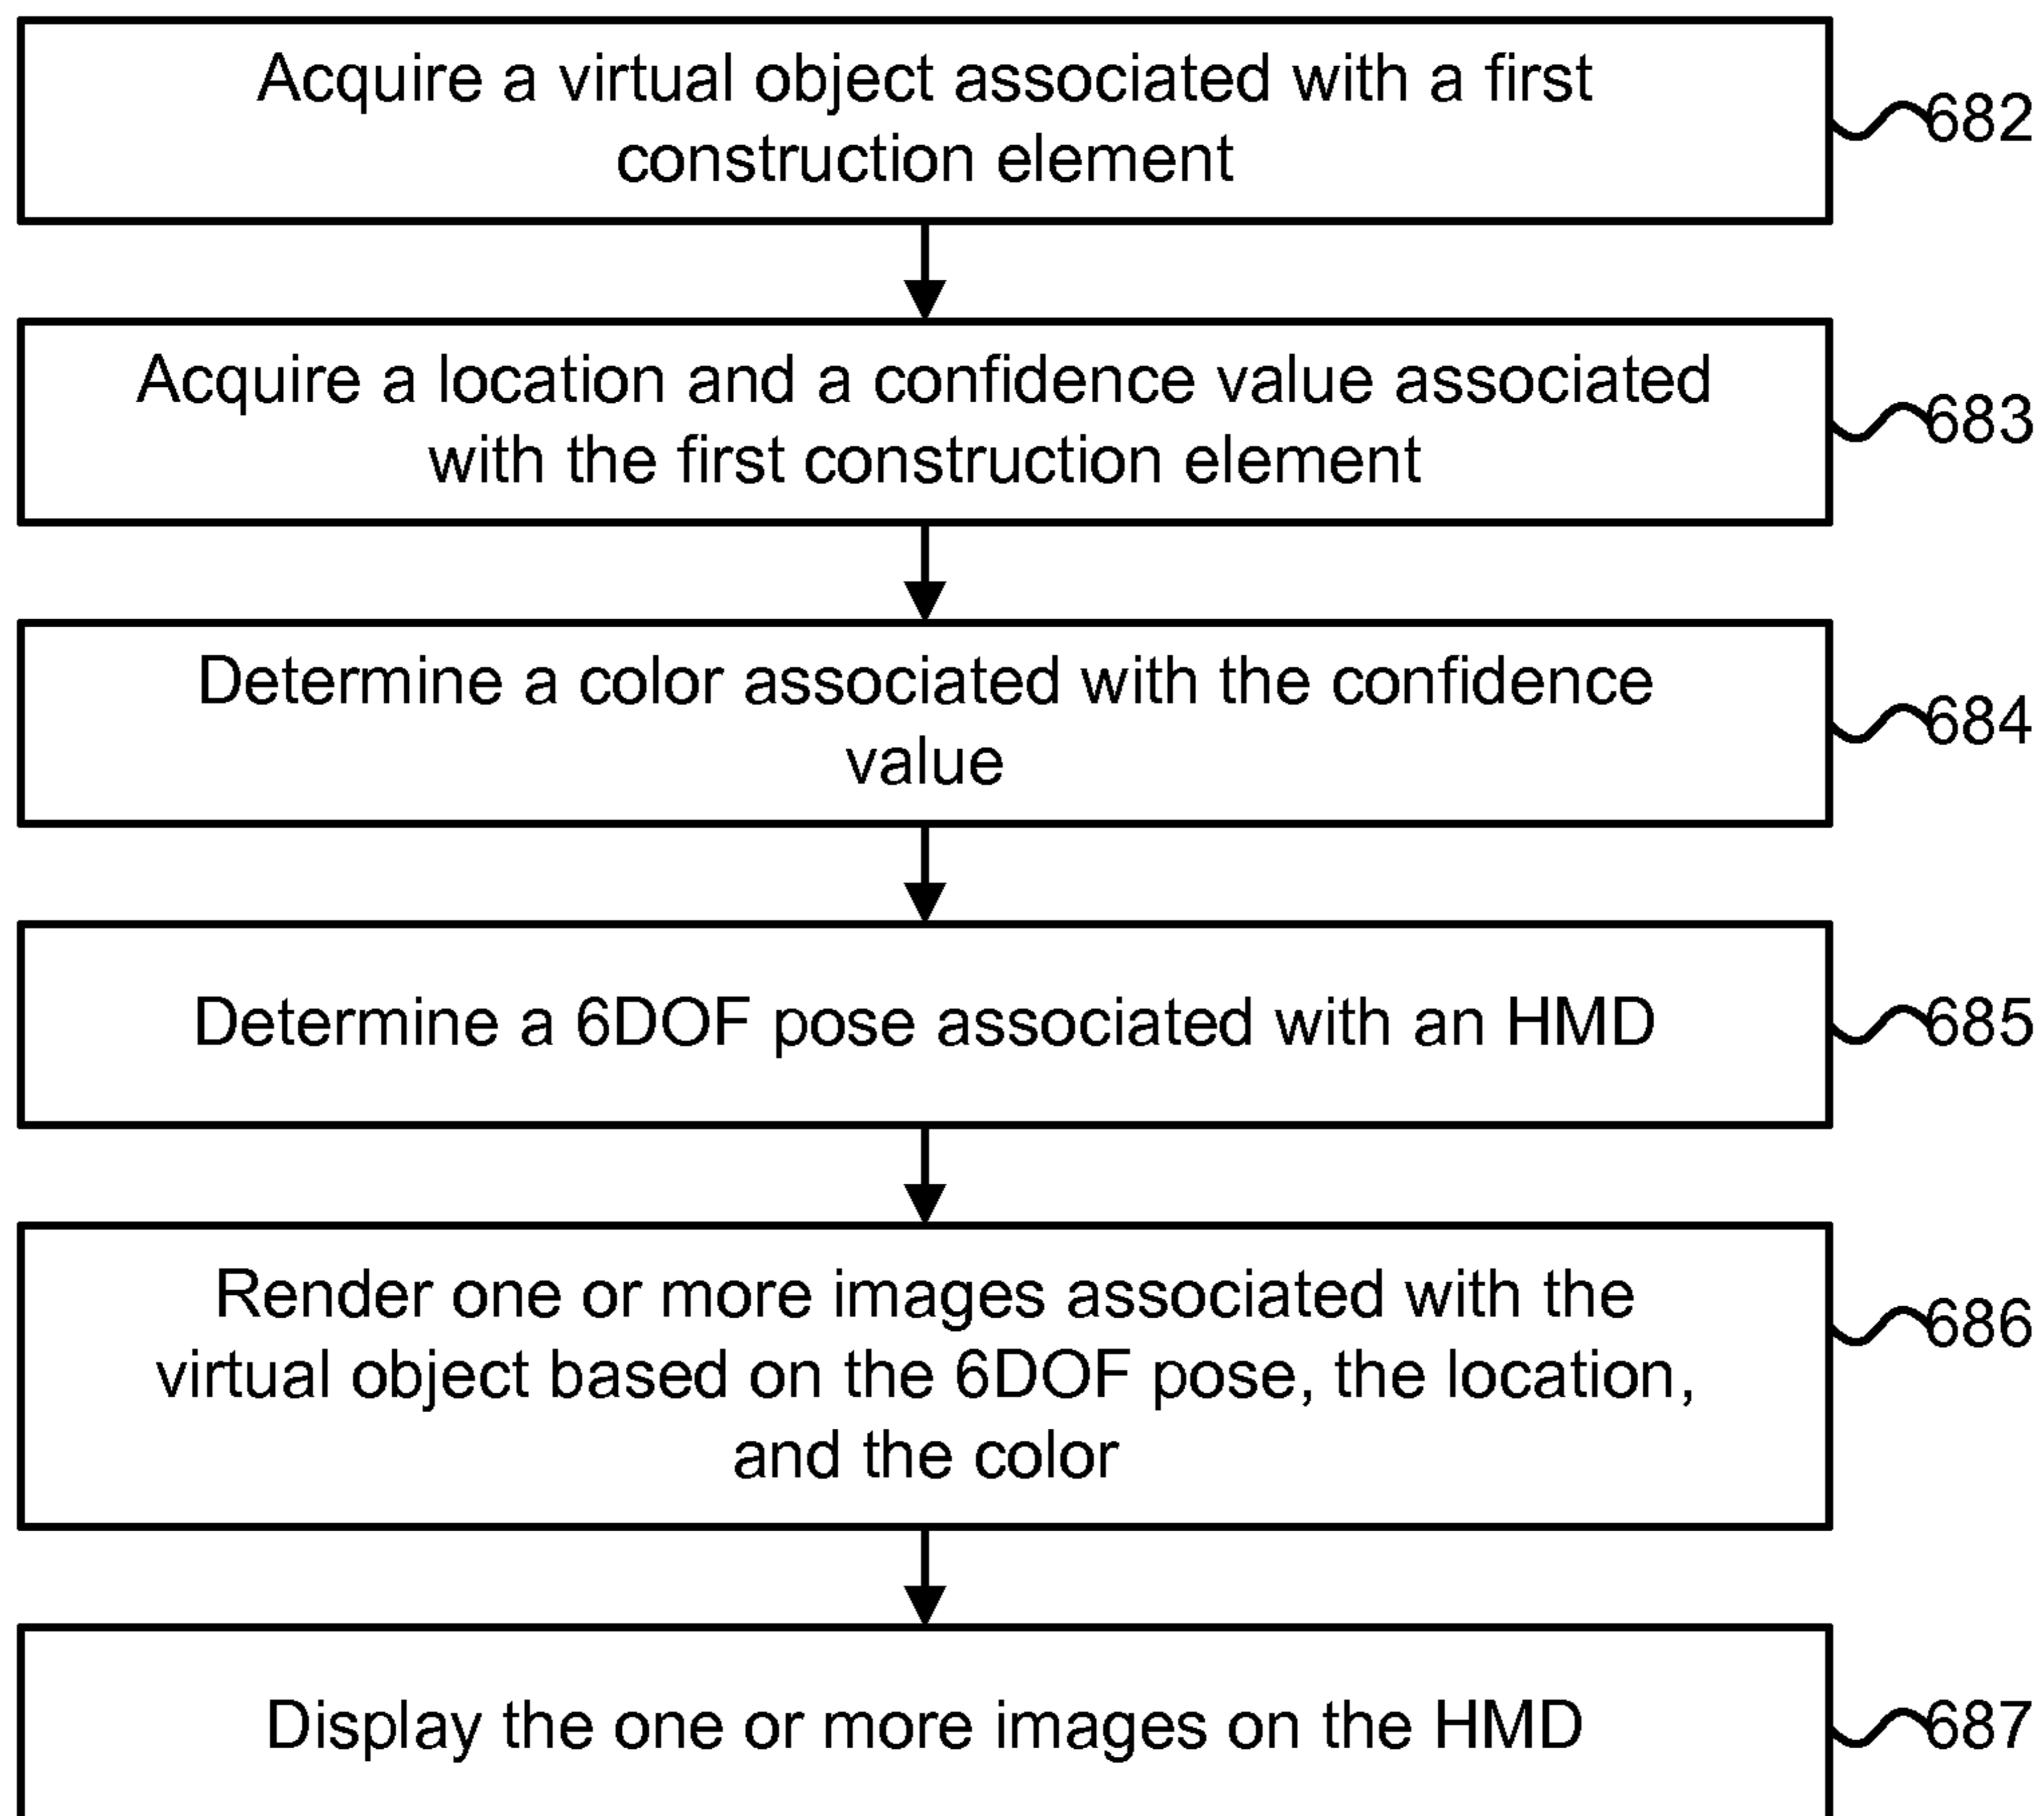 Acquire a virtual object associated with a first
construction element
682
Acquire a location and a confidence value associated
with the first construction element
683
Determine a color associated with the confidence
value
684
Determine a 6DOF pose associated with an HMD
685
Render one or more images associated with the
virtual object based on the 6DOF pose, the location,
and the color
686
Display the one or more images on the HMD
687